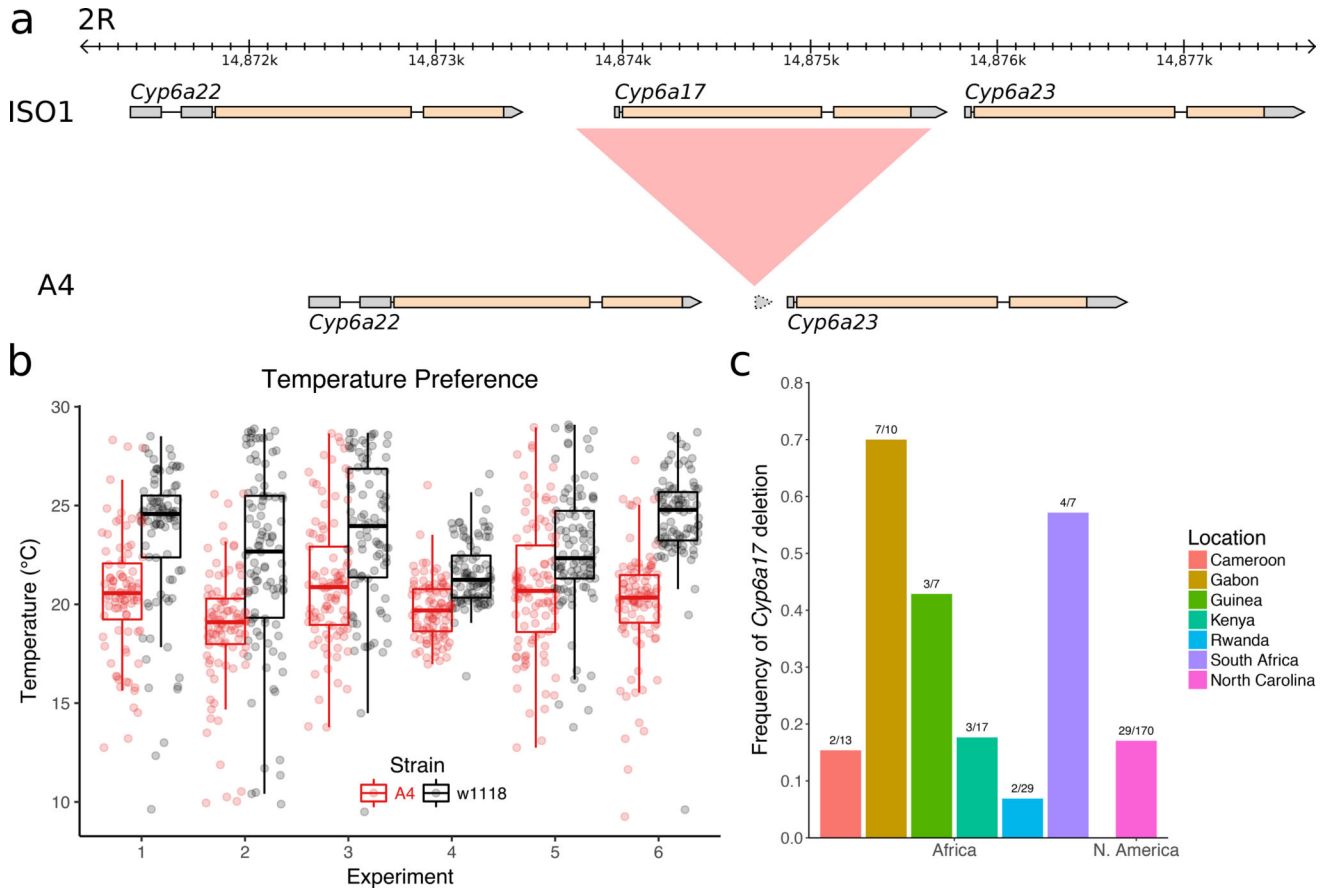 a
2R
14,872k 14,873k 14,874k 14,875k 14,876k 14,877k
Cyp6a22 Cyp6a17 Cyp6a23
ISO1
A4
Cyp6a22 Cyp6a23
b
Temperature Preference
30
25
20
15
10
Temperature (°C)
Strain
A4 w1118
1 2 3 4 5 6
Experiment
c
0.8
0.7
0.6
0.5
0.4
0.3
0.2
0.1
0.0
Frequency of Cyp6a17 deletion
2/13
7/10
3/7
3/17
2/29
4/7
29/170
Africa N. America
Location
Cameroon
Gabon
Guinea
Kenya
Rwanda
South Africa
North Carolina